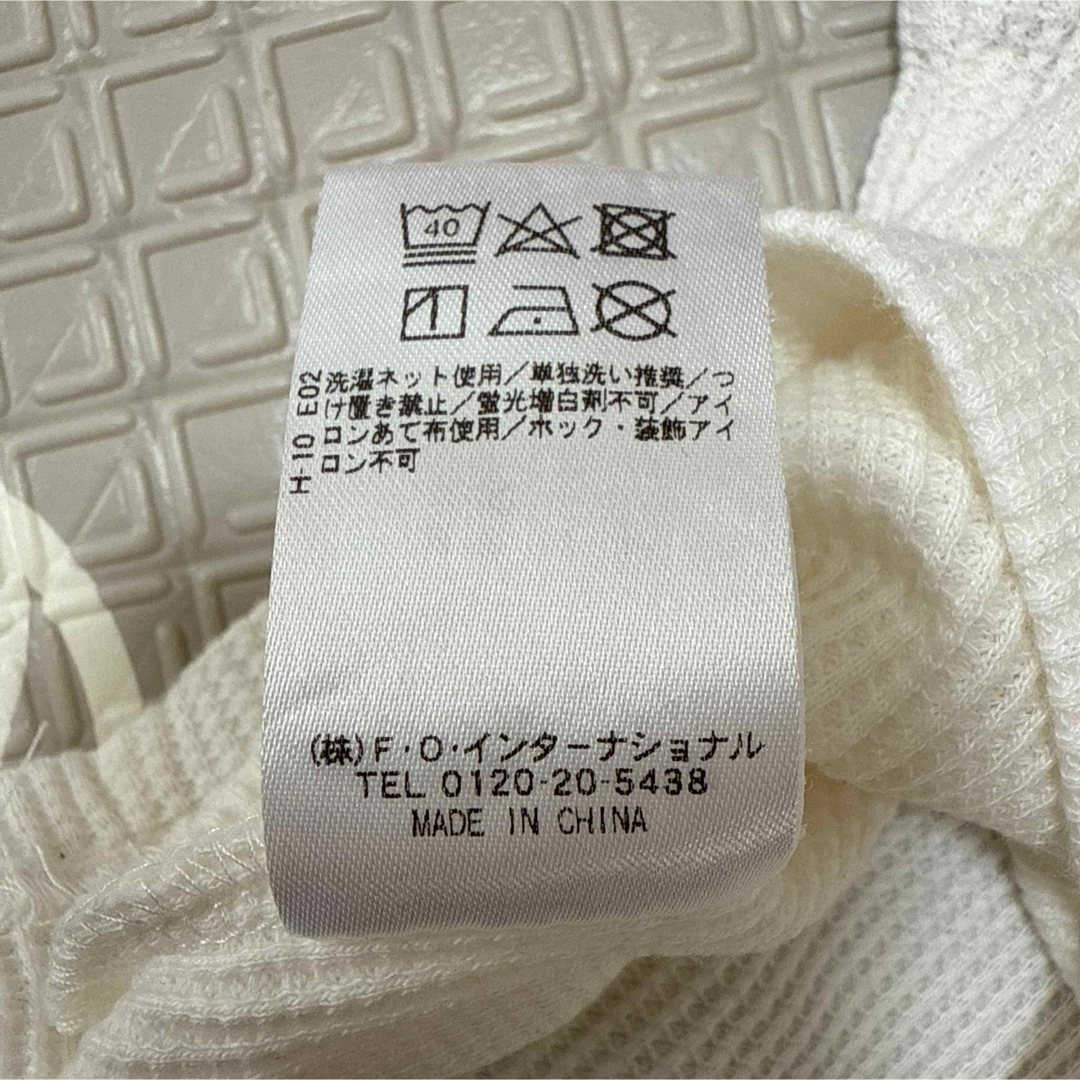 40
洗濯ネット使用／単独洗い推奨／つ
け置き禁止／蛍光増白剤不可／アイ
ロンあて布使用／ホック・装飾アイ
ロン不可
H-10 E02
(株)F・O・インターナショナル
TEL 0120-20-5438
MADE IN CHINA